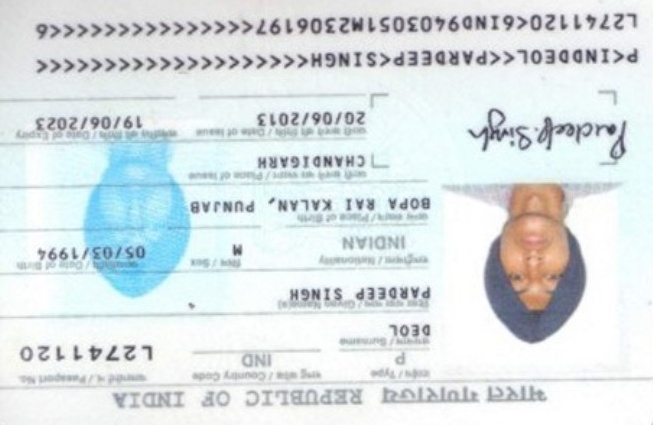 भारत गणराज्य REPUBLIC OF INDIA
टाइप / Type
राष्ट्र कोड / Country Code
पासपोर्ट नं. / Passport No.
P
IND
L2741120
उपनाम / Surname
DEOL
दिया गया नाम / Given Name(s)
PARDEEP SINGH
राष्ट्रीयता / Nationality
लिंग / Sex
जन्मतिथि / Date of Birth
INDIAN
M
05/03/1994
जन्म स्थान / Place of Birth
BOPA RAI KALAN, PUNJAB
जारी करने का स्थान / Place of Issue
CHANDIGARH
जारी करने की तिथि / Date of Issue
समाप्ति की तिथि / Date of Expiry
20/06/2013
19/06/2023
Pardeep.Singh
P<INDDEOL<<PARDEEP<SINGH<<<<<<<<<<<<<<<<<<<<
L2741120<6IND9403051M2306197<<<<<<<<<<<<<<<6